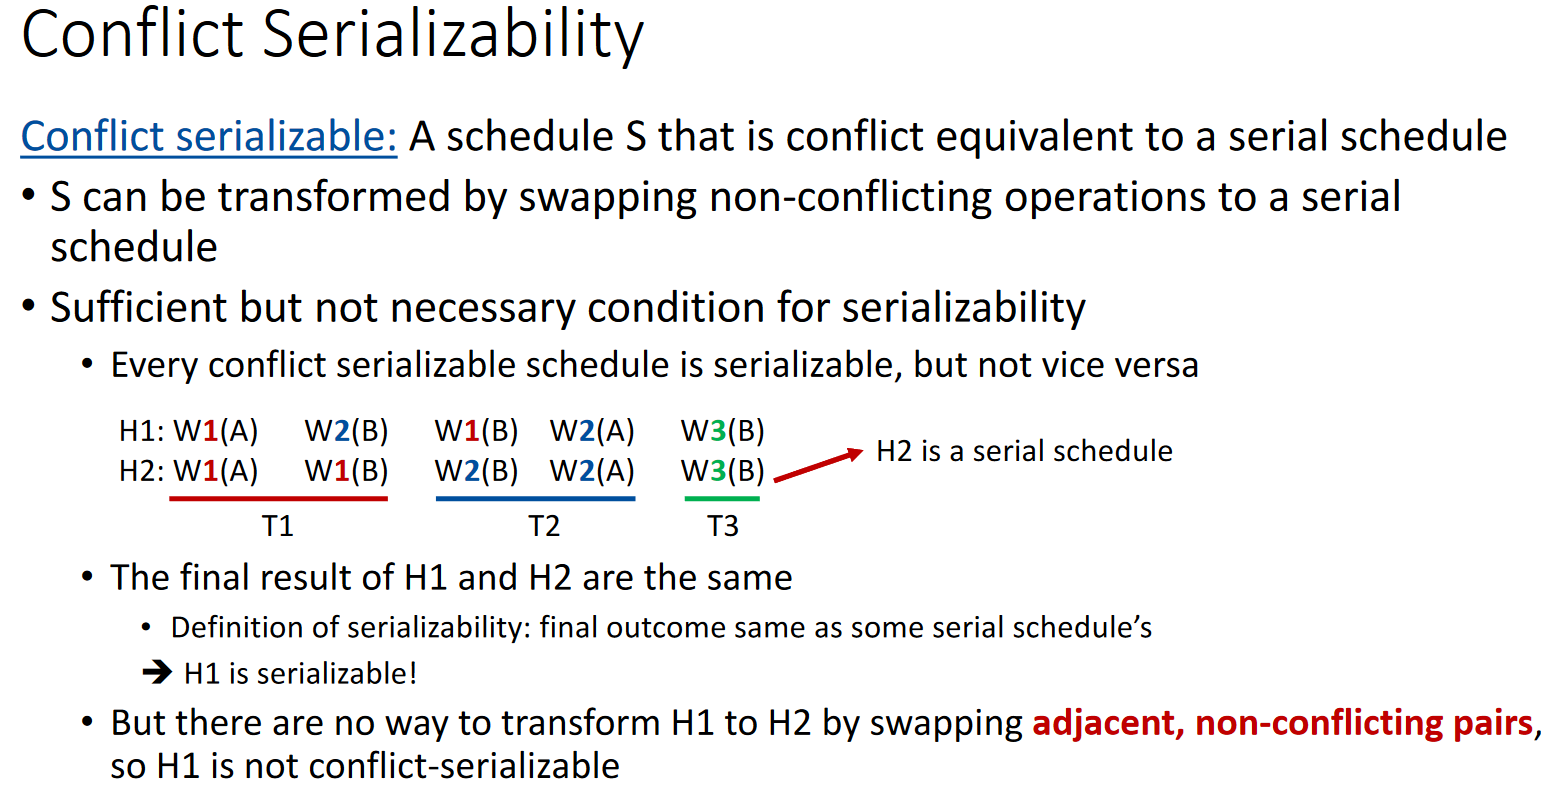 Conflict Serializability
Conflict serializable: A schedule S that is conflict equivalent to a serial schedule
• S can be transformed by swapping non-conflicting operations to a serial
schedule
• Sufficient but not necessary condition for serializability
• Every conflict serializable schedule is serializable, but not vice versa
H1: W1(A) W2(B) W1(B) W2(A) W3(B)
H2: W1(A) W1(B) W2(B) W2(A) W3(B)
H2 is a serial schedule
T1 T2 T3
• The final result of H1 and H2 are the same
• Definition of serializability: final outcome same as some serial schedule’s
➔ H1 is serializable!
• But there are no way to transform H1 to H2 by swapping adjacent, non-conflicting pairs,
so H1 is not conflict-serializable